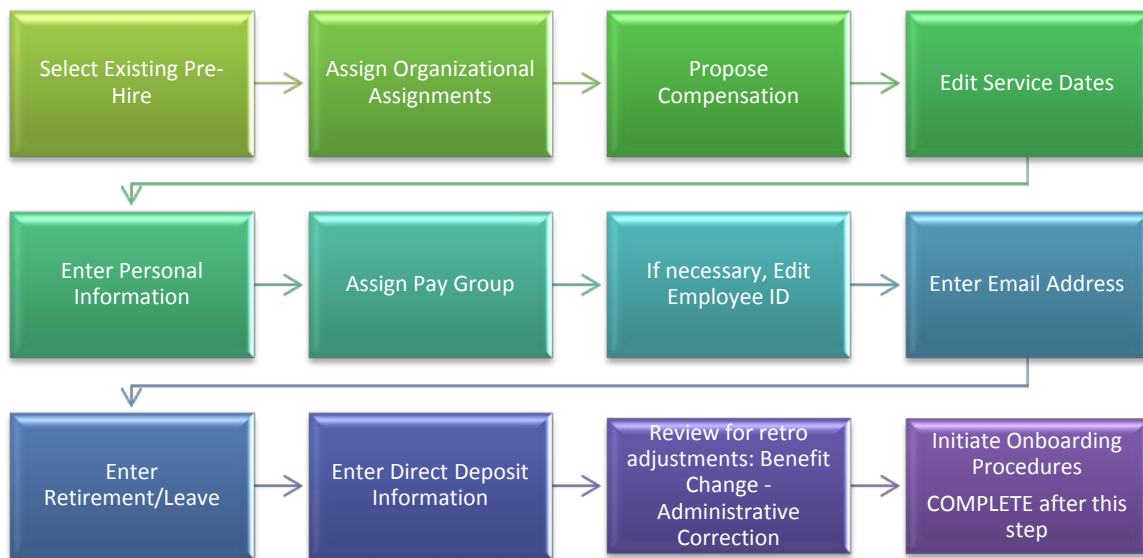 Select Existing Pre-
Hire
Assign Organizational
Assignments
Propose
Compensation
Edit Service Dates
Enter Personal
Information
Assign Pay Group
If necessary, Edit
Employee ID
Enter Email Address
Enter
Retirement/Leave
Enter Direct Deposit
Information
Review for retro
adjustments: Benefit
Change -
Administrative
Correction
Initiate Onboarding
Procedures
COMPLETE after this
step